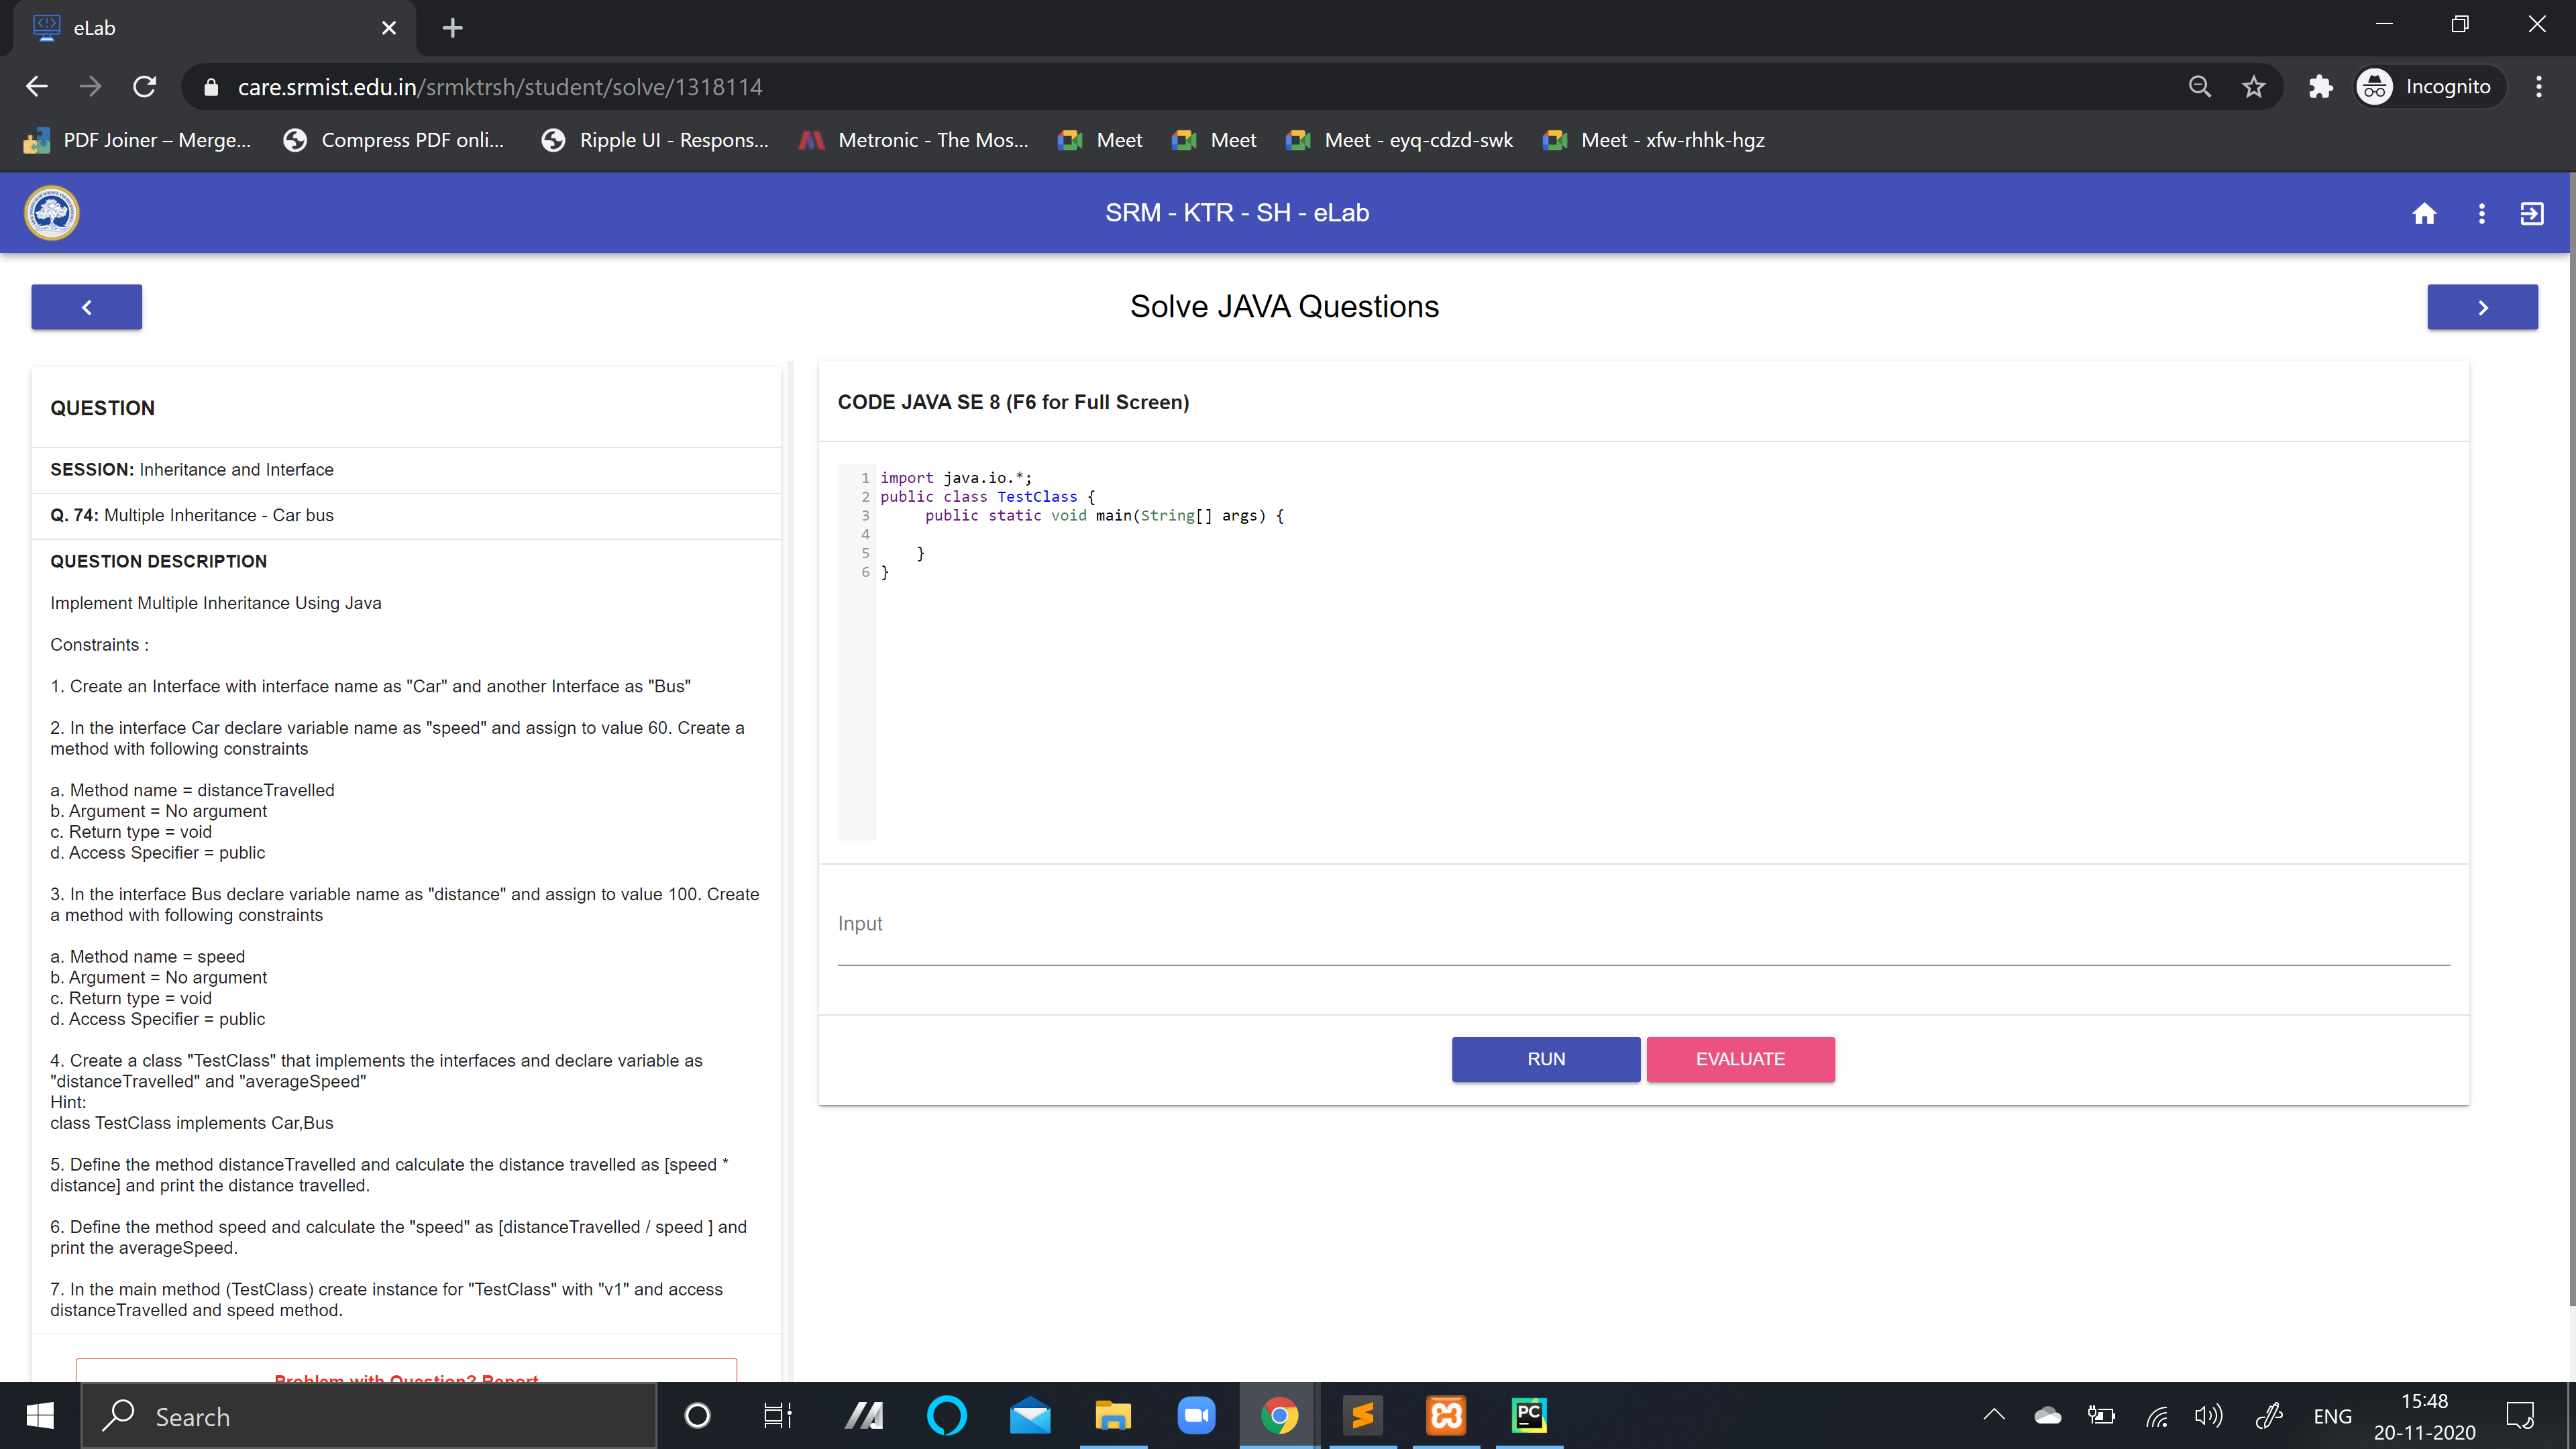 eLab
care.srmist.edu.in/srmktrsh/student/solve/1318114
Incognito
PDF Joiner – Merge...
Compress PDF onli...
Ripple UI - Respons...
Metronic - The Mos...
Meet
Meet
Meet - eyq-cdzd-swk
Meet - xfw-rhhk-hgz
SRM - KTR - SH - eLab
Solve JAVA Questions
QUESTION
SESSION: Inheritance and Interface
Q. 74: Multiple Inheritance - Car bus
QUESTION DESCRIPTION
Implement Multiple Inheritance Using Java
Constraints :
1. Create an Interface with interface name as "Car" and another Interface as "Bus"
2. In the interface Car declare variable name as "speed" and assign to value 60. Create a
method with following constraints
a. Method name = distanceTravelled
b. Argument = No argument
c. Return type = void
d. Access Specifier = public
3. In the interface Bus declare variable name as "distance" and assign to value 100. Create
a method with following constraints
a. Method name = speed
b. Argument = No argument
c. Return type = void
d. Access Specifier = public
4. Create a class "TestClass" that implements the interfaces and declare variable as
"distanceTravelled" and "averageSpeed"
Hint:
class TestClass implements Car,Bus
5. Define the method distanceTravelled and calculate the distance travelled as [speed *
distance] and print the distance travelled.
6. Define the method speed and calculate the "speed" as [distanceTravelled / speed ] and
print the averageSpeed.
7. In the main method (TestClass) create instance for "TestClass" with "v1" and access
distanceTravelled and speed method.
Problem with Question? Report
CODE JAVA SE 8 (F6 for Full Screen)
1 import java.io.*;
2 public class TestClass {
3 public static void main(String[] args) {
4
5 }
6 }
Input
RUN
EVALUATE
Search
PC
ENG
15:48
20-11-2020